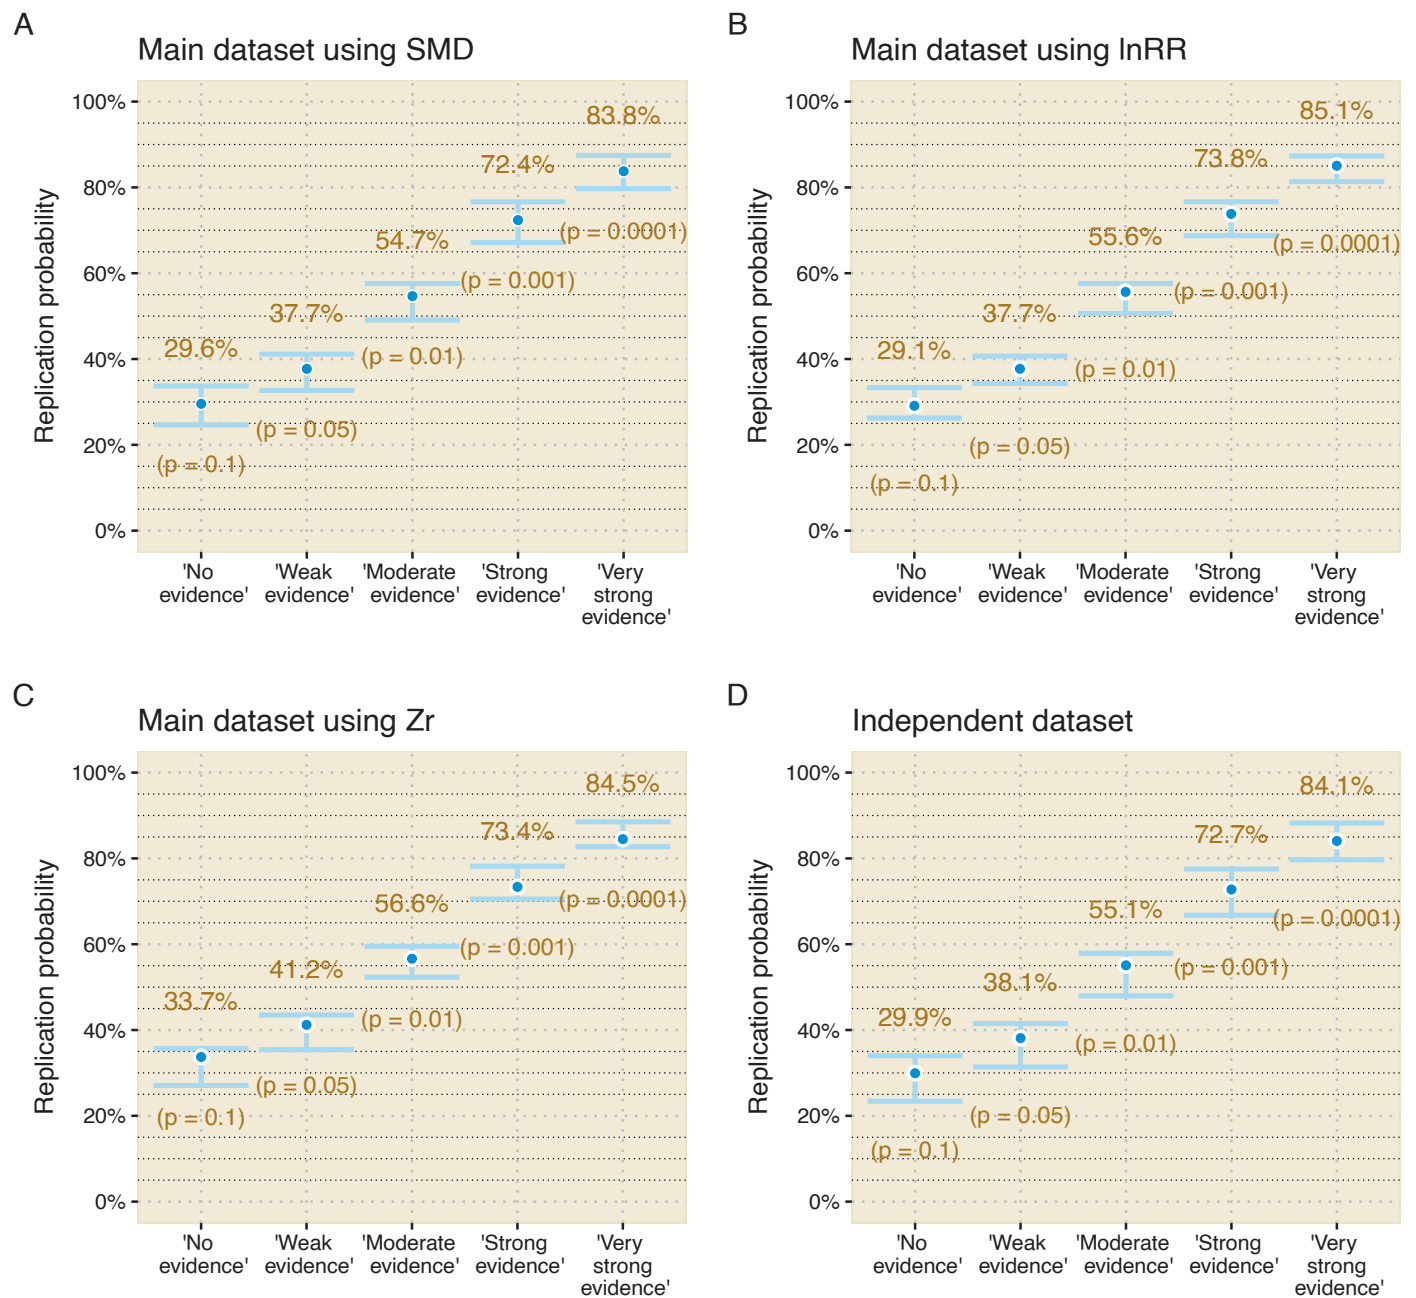 A
Main dataset using SMD
Replication probability
100%
80%
60%
40%
20%
0%
83.8%
72.4%
54.7%
37.7%
29.6%
(p = 0.0001)
(p = 0.001)
(p = 0.01)
(p = 0.05)
(p = 0.1)
'No
evidence'
'Weak
evidence'
'Moderate
evidence'
'Strong
evidence'
'Very
strong
evidence'
B
Main dataset using lnRR
Replication probability
100%
80%
60%
40%
20%
0%
85.1%
73.8%
55.6%
37.7%
29.1%
(p = 0.0001)
(p = 0.001)
(p = 0.01)
(p = 0.05)
(p = 0.1)
'No
evidence'
'Weak
evidence'
'Moderate
evidence'
'Strong
evidence'
'Very
strong
evidence'
C
Main dataset using Zr
Replication probability
100%
80%
60%
40%
20%
0%
84.5%
73.4%
56.6%
41.2%
33.7%
(p = 0.0001)
(p = 0.001)
(p = 0.01)
(p = 0.05)
(p = 0.1)
'No
evidence'
'Weak
evidence'
'Moderate
evidence'
'Strong
evidence'
'Very
strong
evidence'
D
Independent dataset
Replication probability
100%
80%
60%
40%
20%
0%
84.1%
72.7%
55.1%
38.1%
29.9%
(p = 0.0001)
(p = 0.001)
(p = 0.01)
(p = 0.05)
(p = 0.1)
'No
evidence'
'Weak
evidence'
'Moderate
evidence'
'Strong
evidence'
'Very
strong
evidence'